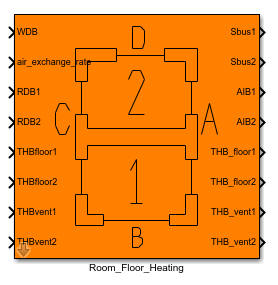 D
WDB Sbus1
air_exchange_rate Sbus2
2
RDB1 AIB1
C A
RDB2 AIB2
THBfloor1 THB_floor1
1
THBfloor2 THB_floor2
THBvent1 THB_vent1
B
THBvent2 THB_vent2
Room_Floor_Heating